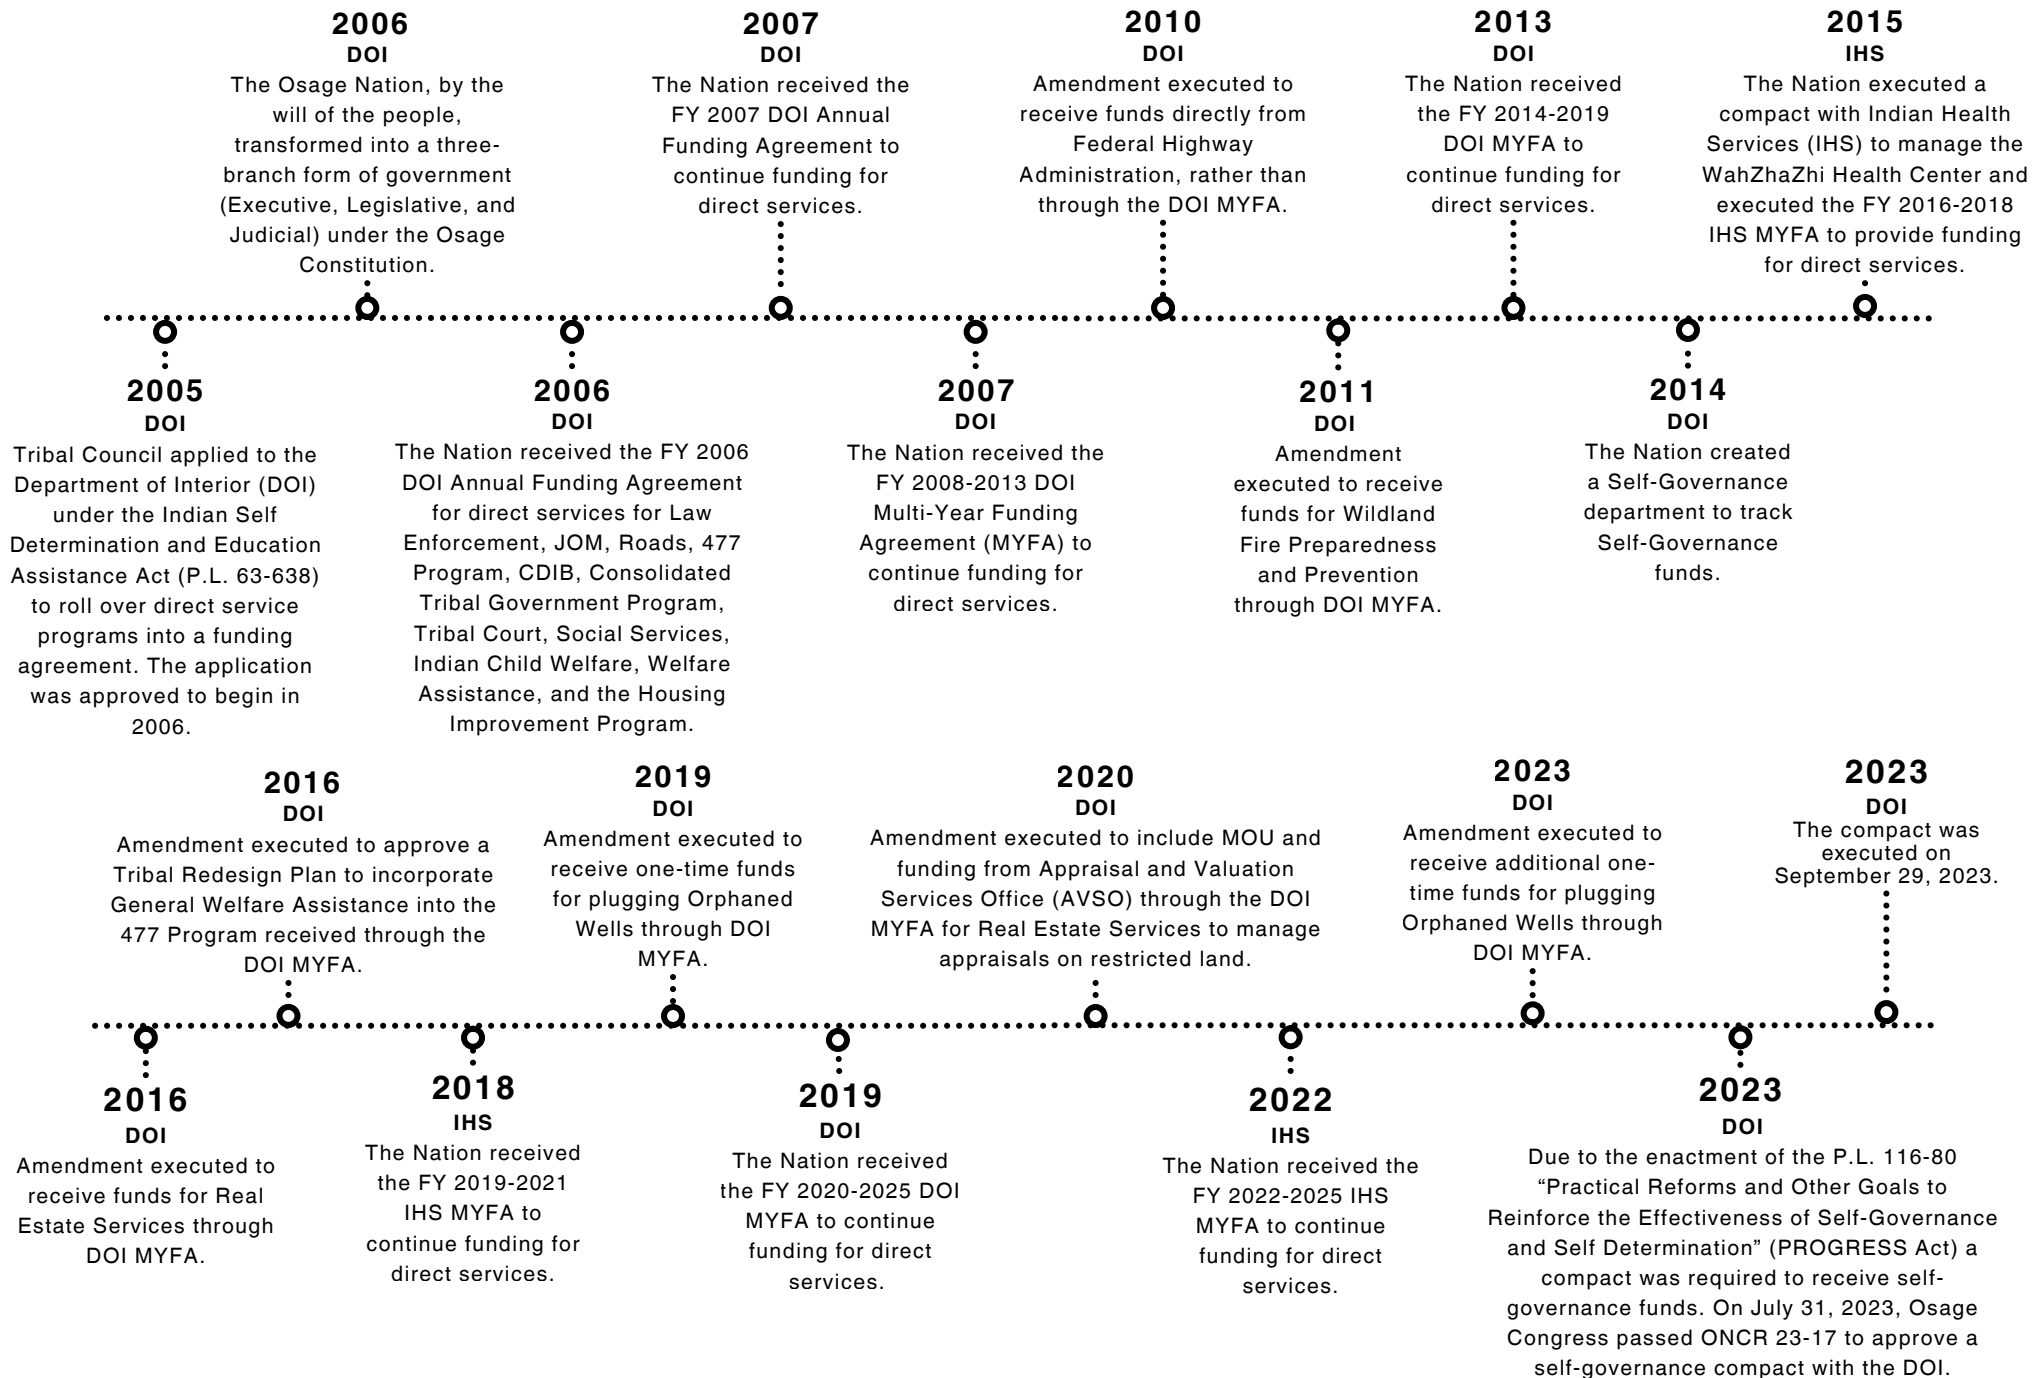 2006
DOI
The Osage Nation, by the
will of the people,
transformed into a three-
branch form of government
(Executive, Legislative, and
Judicial) under the Osage
Constitution.
2007
DOI
The Nation received the
FY 2007 DOI Annual
Funding Agreement to
continue funding for
direct services.
2010
DOI
Amendment executed to
receive funds directly from
Federal Highway
Administration, rather than
through the DOI MYFA.
2013
DOI
The Nation received
the FY 2014-2019
DOI MYFA to
continue funding for
direct services.
2015
IHS
The Nation executed a
compact with Indian Health
Services (IHS) to manage the
WahZhaZhi Health Center and
executed the FY 2016-2018
IHS MYFA to provide funding
for direct services.
2005
DOI
Tribal Council applied to the
Department of Interior (DOI)
under the Indian Self
Determination and Education
Assistance Act (P.L. 63-638)
to roll over direct service
programs into a funding
agreement. The application
was approved to begin in
2006.
2006
DOI
The Nation received the FY 2006
DOI Annual Funding Agreement
for direct services for Law
Enforcement, JOM, Roads, 477
Program, CDIB, Consolidated
Tribal Government Program,
Tribal Court, Social Services,
Indian Child Welfare, Welfare
Assistance, and the Housing
Improvement Program.
2007
DOI
The Nation received the
FY 2008-2013 DOI
Multi-Year Funding
Agreement (MYFA) to
continue funding for
direct services.
2011
DOI
Amendment
executed to receive
funds for Wildland
Fire Preparedness
and Prevention
through DOI MYFA.
2014
DOI
The Nation created
a Self-Governance
department to track
Self-Governance
funds.
2016
DOI
Amendment executed to approve a
Tribal Redesign Plan to incorporate
General Welfare Assistance into the
477 Program received through the
DOI MYFA.
2019
DOI
Amendment executed to
receive one-time funds
for plugging Orphaned
Wells through DOI
MYFA.
2020
DOI
Amendment executed to include MOU and
funding from Appraisal and Valuation
Services Office (AVSO) through the DOI
MYFA for Real Estate Services to manage
appraisals on restricted land.
2023
DOI
Amendment executed to
receive additional one-
time funds for plugging
Orphaned Wells through
DOI MYFA.
2023
DOI
The compact was
executed on
September 29, 2023.
2016
DOI
Amendment executed to
receive funds for Real
Estate Services through
DOI MYFA.
2018
IHS
The Nation received
the FY 2019-2021
IHS MYFA to
continue funding for
direct services.
2019
DOI
The Nation received
the FY 2020-2025 DOI
MYFA to continue
funding for direct
services.
2022
IHS
The Nation received the
FY 2022-2025 IHS
MYFA to continue
funding for direct
services.
2023
DOI
Due to the enactment of the P.L. 116-80
“Practical Reforms and Other Goals to
Reinforce the Effectiveness of Self-Governance
and Self Determination” (PROGRESS Act) a
compact was required to receive self-
governance funds. On July 31, 2023, Osage
Congress passed ONCR 23-17 to approve a
self-governance compact with the DOI.